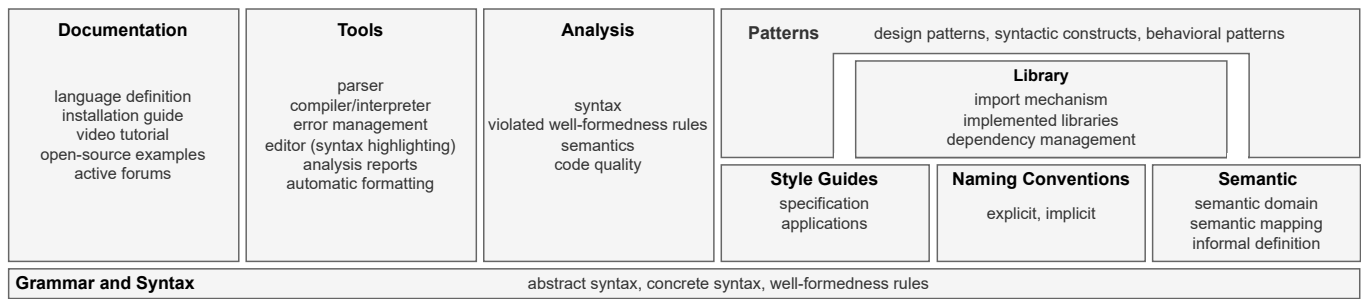 Documentation
language definition
installation guide
video tutorial
open-source examples
active forums
Tools
parser
compiler/interpreter
error management
editor (syntax highlighting)
analysis reports
automatic formatting
Analysis
syntax
violated well-formedness rules
semantics
code quality
Patterns design patterns, syntactic constructs, behavioral patterns
Library
import mechanism
implemented libraries
dependency management
Style Guides
specification
applications
Naming Conventions
explicit, implicit
Semantic
semantic domain
semantic mapping
informal definition
Grammar and Syntax abstract syntax, concrete syntax, well-formedness rules